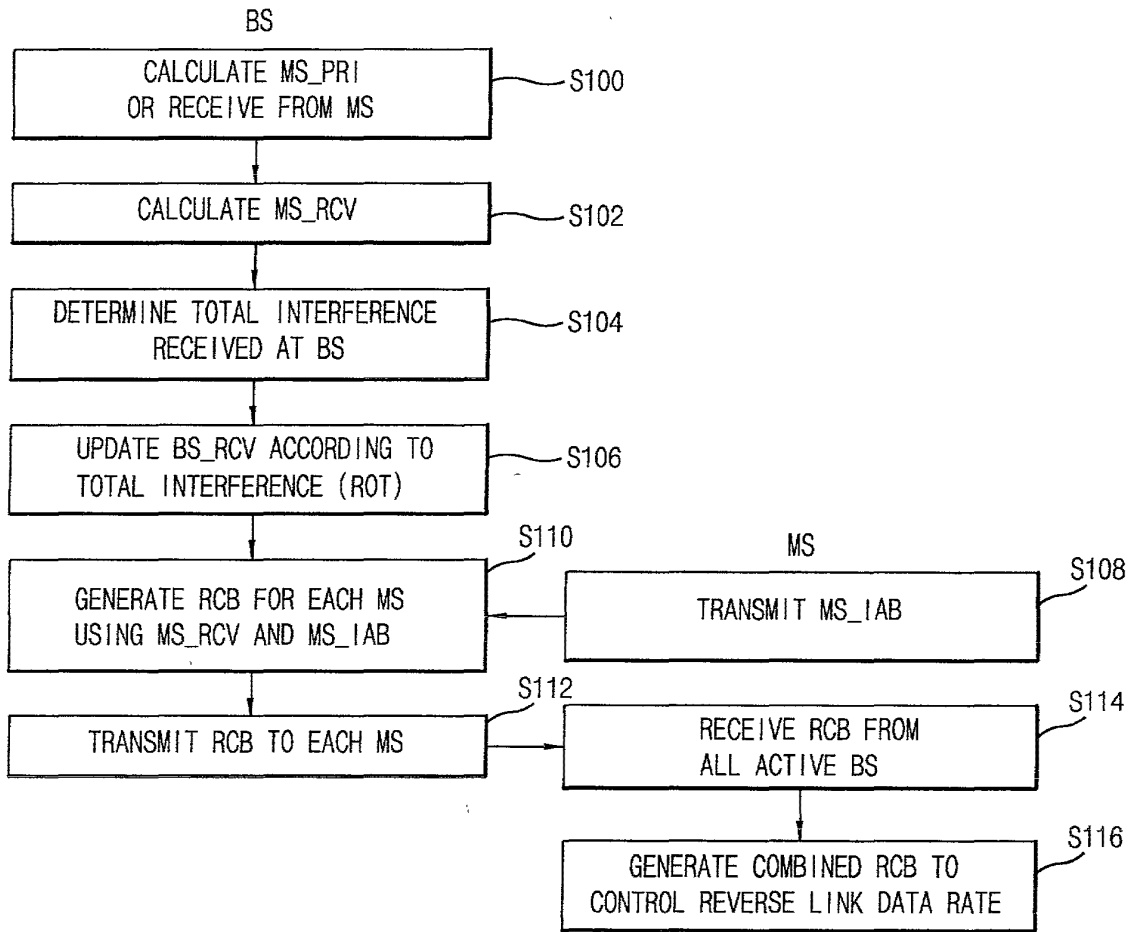 BS
CALCULATE MS_PRI
OR RECEIVE FROM MS
S100
CALCULATE MS_RCV
S102
DETERMINE TOTAL INTERFERENCE
RECEIVED AT BS
S104
UPDATE BS_RCV ACCORDING TO
TOTAL INTERFERENCE (ROT)
S106
GENERATE RCB FOR EACH MS
USING MS_RCV AND MS_IAB
S110
MS
TRANSMIT MS_IAB
S108
TRANSMIT RCB TO EACH MS
S112
RECEIVE RCB FROM
ALL ACTIVE BS
S114
GENERATE COMBINED RCB TO
CONTROL REVERSE LINK DATA RATE
S116